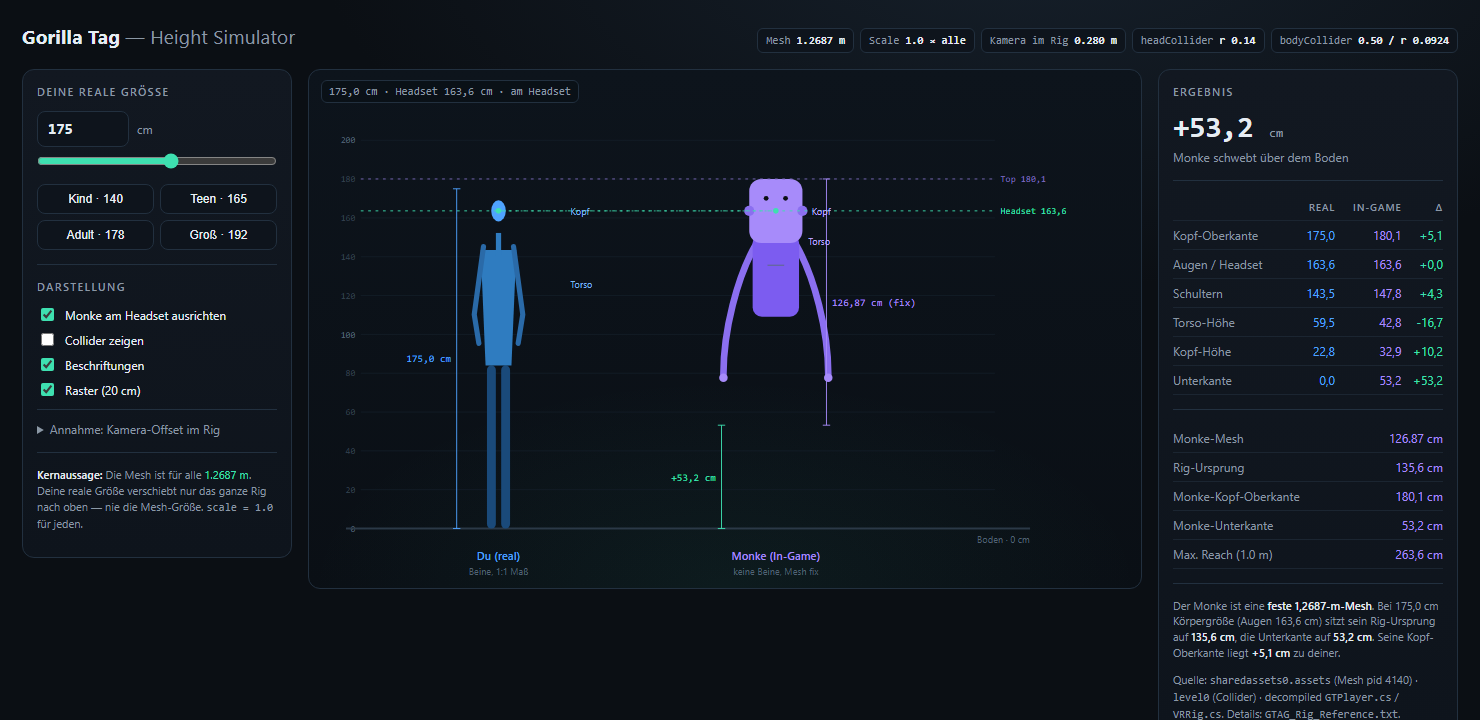 Gorilla Tag — Height Simulator
Mesh 1.2687 m
Scale 1.0 × alle
Kamera im Rig 0.280 m
headCollider r 0.14
bodyCollider 0.50 / r 0.0924
DEINE REALE GRÖSSE
175 cm
Kind · 140
Teen · 165
Adult · 178
Groß · 192
DARSTELLUNG
Monke am Headset ausrichten
Collider zeigen
Beschriftungen
Raster (20 cm)
▶ Annahme: Kamera-Offset im Rig
Kernaussage: Die Mesh ist für alle 1.2687 m.
Deine reale Größe verschiebt nur das ganze Rig
nach oben — nie die Mesh-Größe. scale = 1.0
für jeden.
175,0 cm · Headset 163,6 cm · am Headset
200
180
160
140
120
100
80
60
40
20
0
Top 180,1
Headset 163,6
Kopf
Kopf
Torso
Torso
126,87 cm (fix)
175,0 cm
+53,2 cm
Boden · 0 cm
Du (real)
Beine, 1:1 Maß
Monke (In-Game)
keine Beine, Mesh fix
ERGEBNIS
+53,2 cm
Monke schwebt über dem Boden
REAL IN-GAME Δ
Kopf-Oberkante 175,0 180,1 +5,1
Augen / Headset 163,6 163,6 +0,0
Schultern 143,5 147,8 +4,3
Torso-Höhe 59,5 42,8 -16,7
Kopf-Höhe 22,8 32,9 +10,2
Unterkante 0,0 53,2 +53,2
Monke-Mesh 126.87 cm
Rig-Ursprung 135,6 cm
Monke-Kopf-Oberkante 180,1 cm
Monke-Unterkante 53,2 cm
Max. Reach (1.0 m) 263,6 cm
Der Monke ist eine feste 1,2687-m-Mesh. Bei 175,0 cm
Körpergröße (Augen 163,6 cm) sitzt sein Rig-Ursprung
auf 135,6 cm, die Unterkante auf 53,2 cm. Seine Kopf-
Oberkante liegt +5,1 cm zu deiner.
Quelle: sharedassets0.assets (Mesh pid 4140) ·
level0 (Collider) · decompiled GTPlayer.cs /
VRRig.cs. Details: GTAG_Rig_Reference.txt.